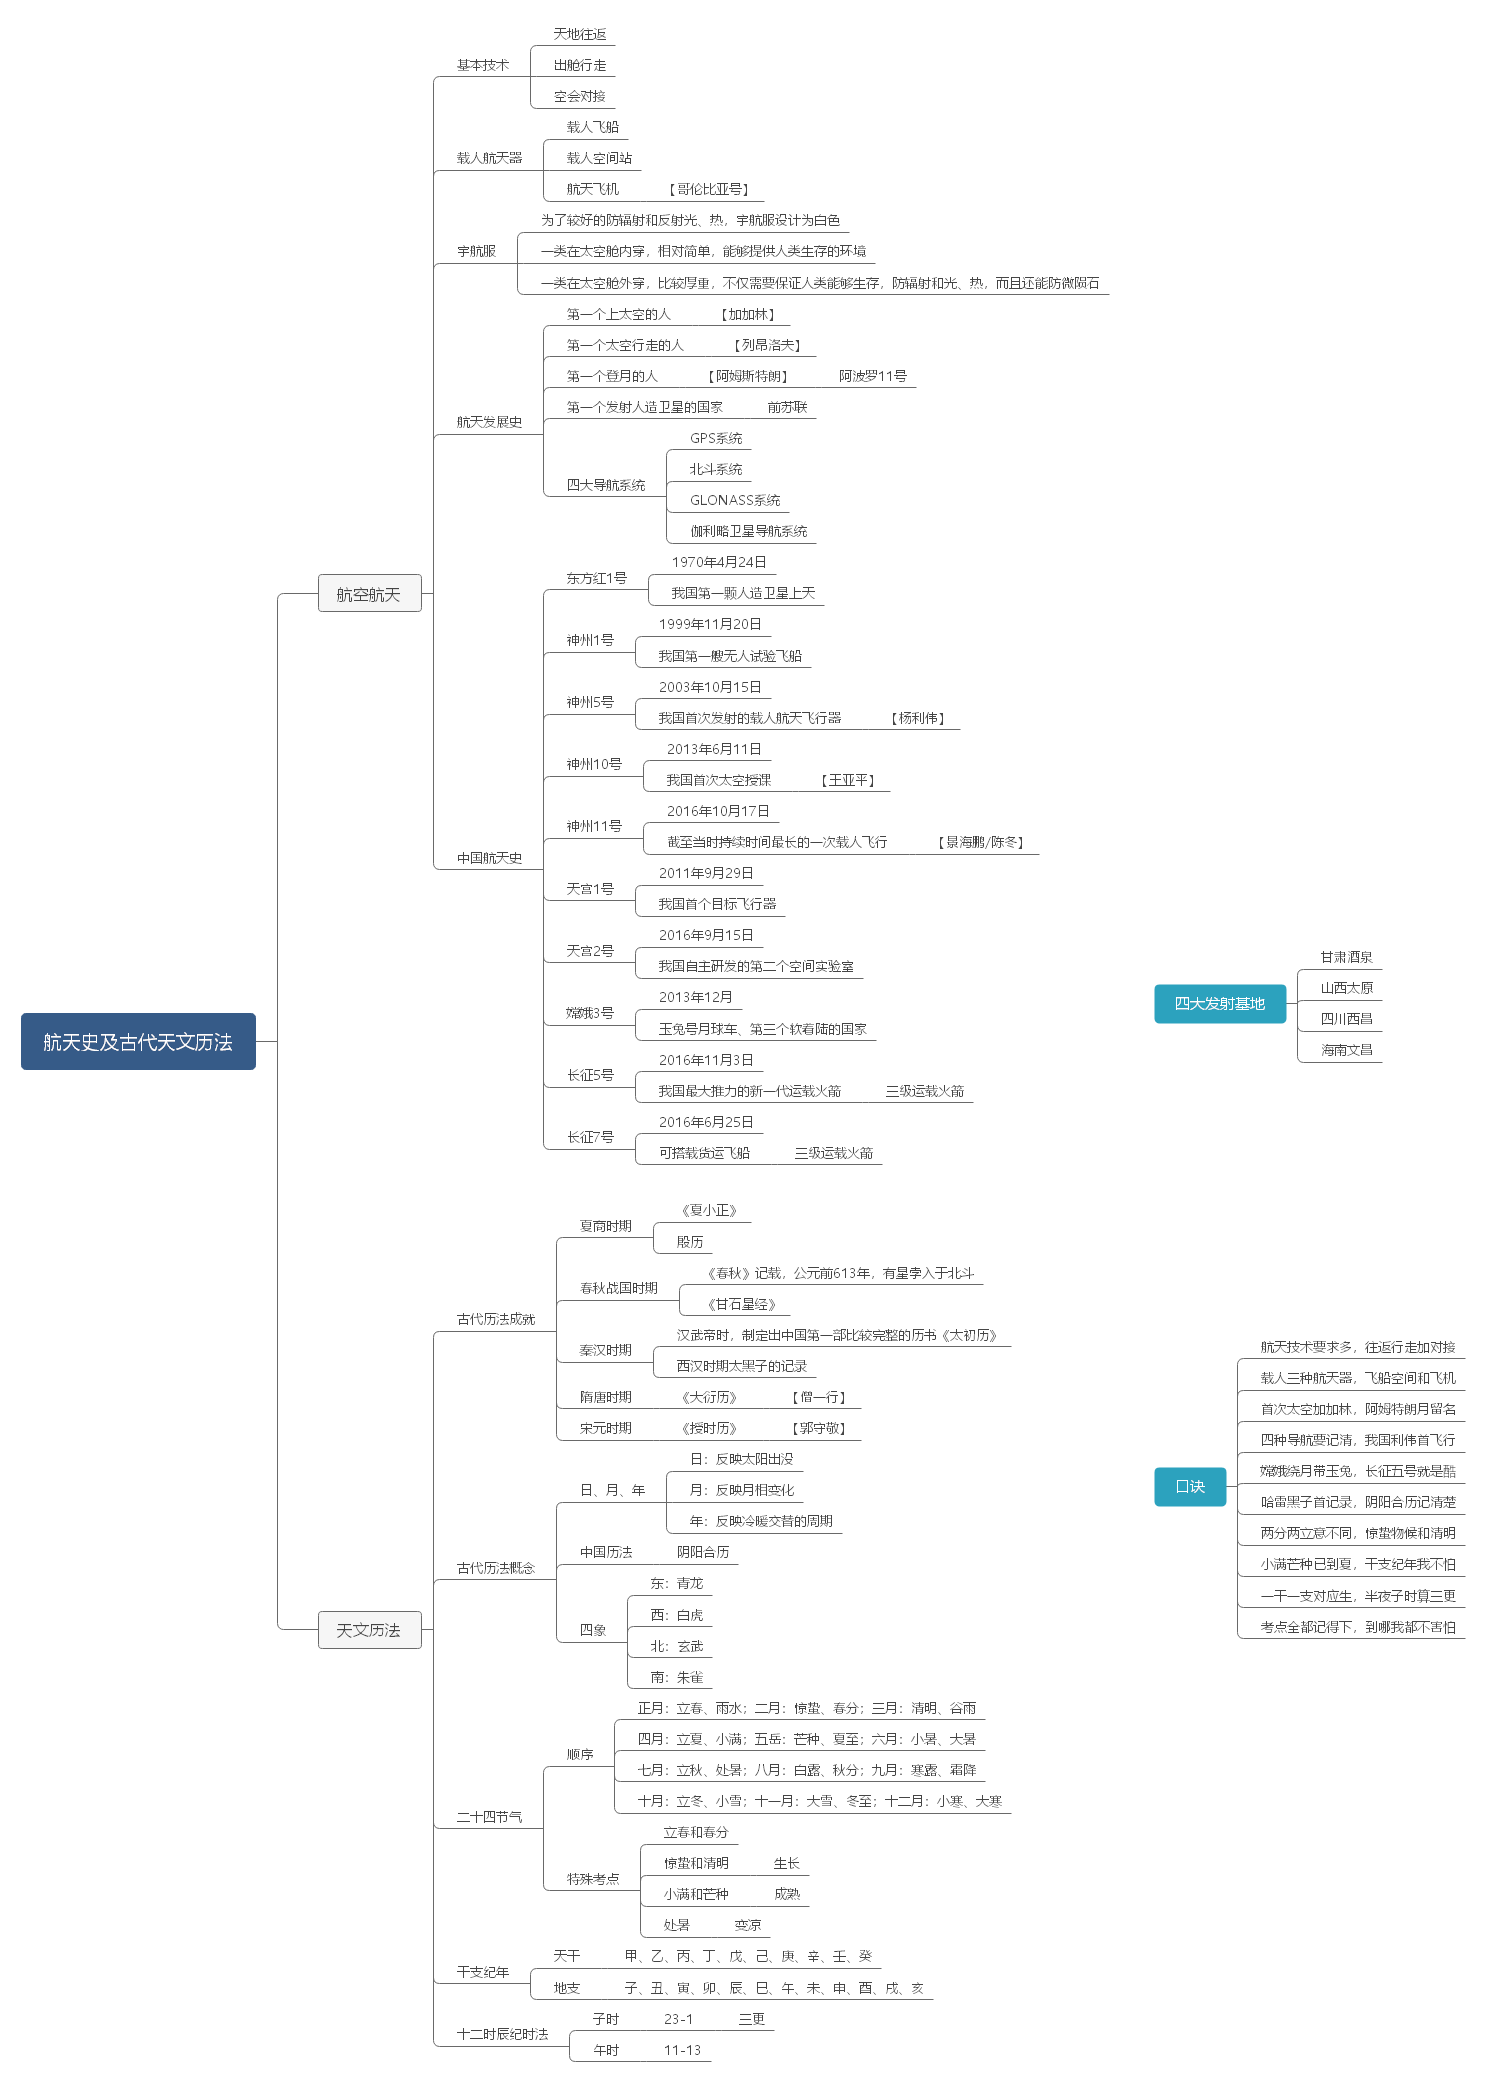 航天史及古代天文历法
航空航天
基本技术
天地往返
出舱行走
空会对接
载人航天器
载人飞船
载人空间站
航天飞机
【哥伦比亚号】
宇航服
为了较好的防辐射和反射光、热，宇航服设计为白色
一类在太空舱内穿，相对简单，能够提供人类生存的环境
一类在太空舱外穿，比较厚重，不仅需要保证人类能够生存，防辐射和光、热，而且还能防微陨石
航天发展史
第一个上太空的人
【加加林】
第一个太空行走的人
【列昂洛夫】
第一个登月的人
【阿姆斯特朗】
阿波罗11号
第一个发射人造卫星的国家
前苏联
四大导航系统
GPS系统
北斗系统
GLONASS系统
伽利略卫星导航系统
中国航天史
东方红1号
1970年4月24日
我国第一颗人造卫星上天
神州1号
1999年11月20日
我国第一艘无人试验飞船
神州5号
2003年10月15日
我国首次发射的载人航天飞行器
【杨利伟】
神州10号
2013年6月11日
我国首次太空授课
【王亚平】
神州11号
2016年10月17日
截至当时持续时间最长的一次载人飞行
【景海鹏/陈冬】
天宫1号
2011年9月29日
我国首个目标飞行器
天宫2号
2016年9月15日
我国自主研发的第二个空间实验室
嫦娥3号
2013年12月
玉兔号月球车、第三个软着陆的国家
长征5号
2016年11月3日
我国最大推力的新一代运载火箭
三级运载火箭
长征7号
2016年6月25日
可搭载货运飞船
三级运载火箭
天文历法
古代历法成就
夏商时期
《夏小正》
殷历
春秋战国时期
《春秋》记载，公元前613年，有星孛入于北斗
《甘石星经》
秦汉时期
汉武帝时，制定出中国第一部比较完整的历书《太初历》
西汉时期太黑子的记录
隋唐时期
《大衍历》
【僧一行】
宋元时期
《授时历》
【郭守敬】
古代历法概念
日、月、年
日：反映太阳出没
月：反映月相变化
年：反映冷暖交替的周期
中国历法
阴阳合历
四象
东：青龙
西：白虎
北：玄武
南：朱雀
二十四节气
顺序
正月：立春、雨水；二月：惊蛰、春分；三月：清明、谷雨
四月：立夏、小满；五岳：芒种、夏至；六月：小暑、大暑
七月：立秋、处暑；八月：白露、秋分；九月：寒露、霜降
十月：立冬、小雪；十一月：大雪、冬至；十二月：小寒、大寒
特殊考点
立春和春分
惊蛰和清明
生长
小满和芒种
成熟
处暑
变凉
干支纪年
天干
甲、乙、丙、丁、戊、己、庚、辛、壬、癸
地支
子、丑、寅、卯、辰、巳、午、未、申、酉、戌、亥
十二时辰纪时法
子时
23-1
三更
午时
11-13
四大发射基地
甘肃酒泉
山西太原
四川西昌
海南文昌
口诀
航天技术要求多，往返行走加对接
载人三种航天器，飞船空间和飞机
首次太空加加林，阿姆特朗月留名
四种导航要记清，我国利伟首飞行
嫦娥绕月带玉兔，长征五号就是酷
哈雷黑子首记录，阴阳合历记清楚
两分两立意不同，惊蛰物候和清明
小满芒种已到夏，干支纪年我不怕
一干一支对应生，半夜子时算三更
考点全都记得下，到哪我都不害怕